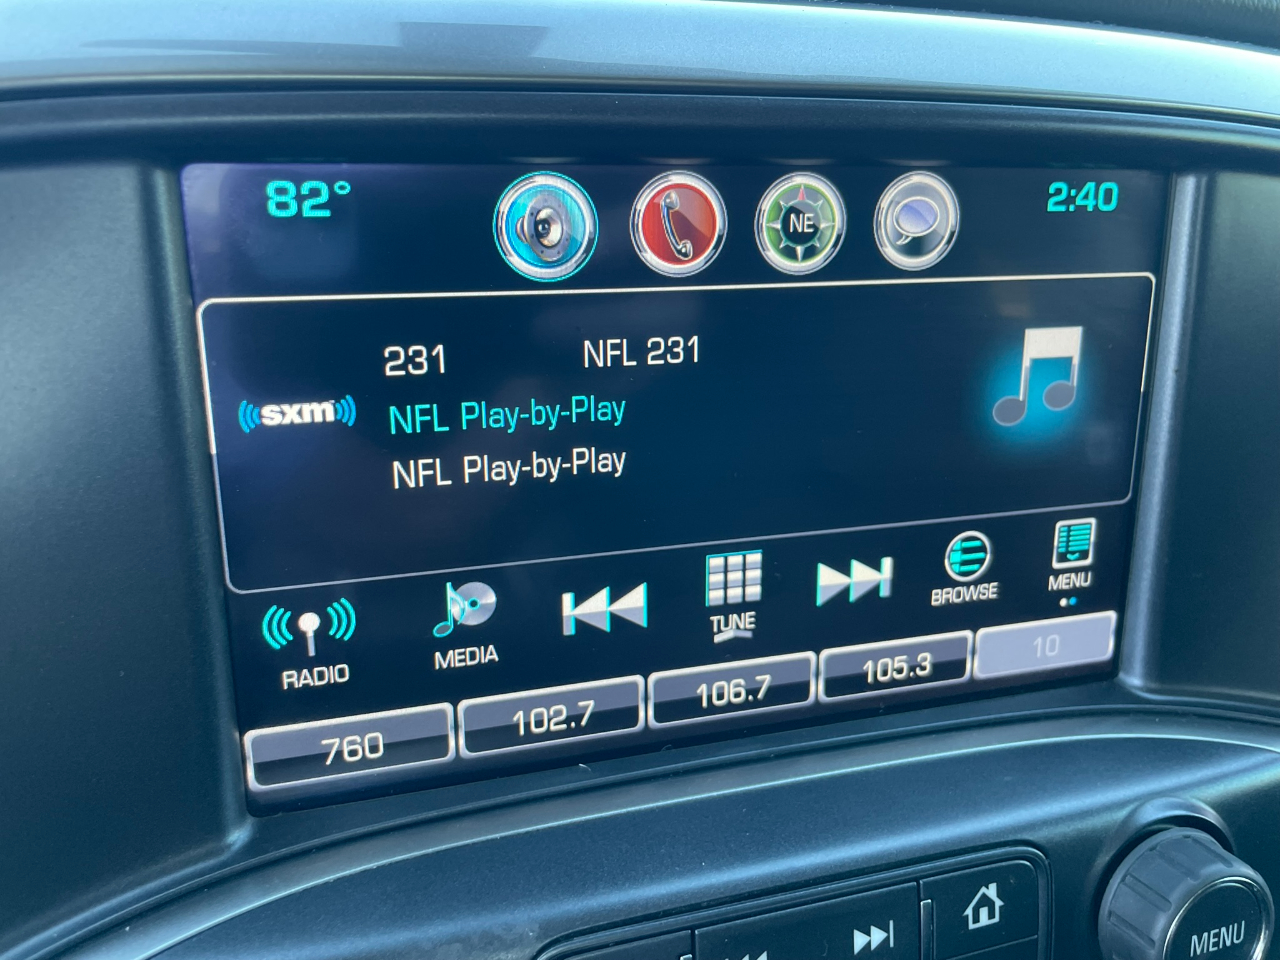 82°
NE
2:40
231 NFL 231
sxm
NFL Play-by-Play
NFL Play-by-Play
RADIO
MEDIA
TUNE
BROWSE
MENU
760
102.7
106.7
105.3
10
MENU